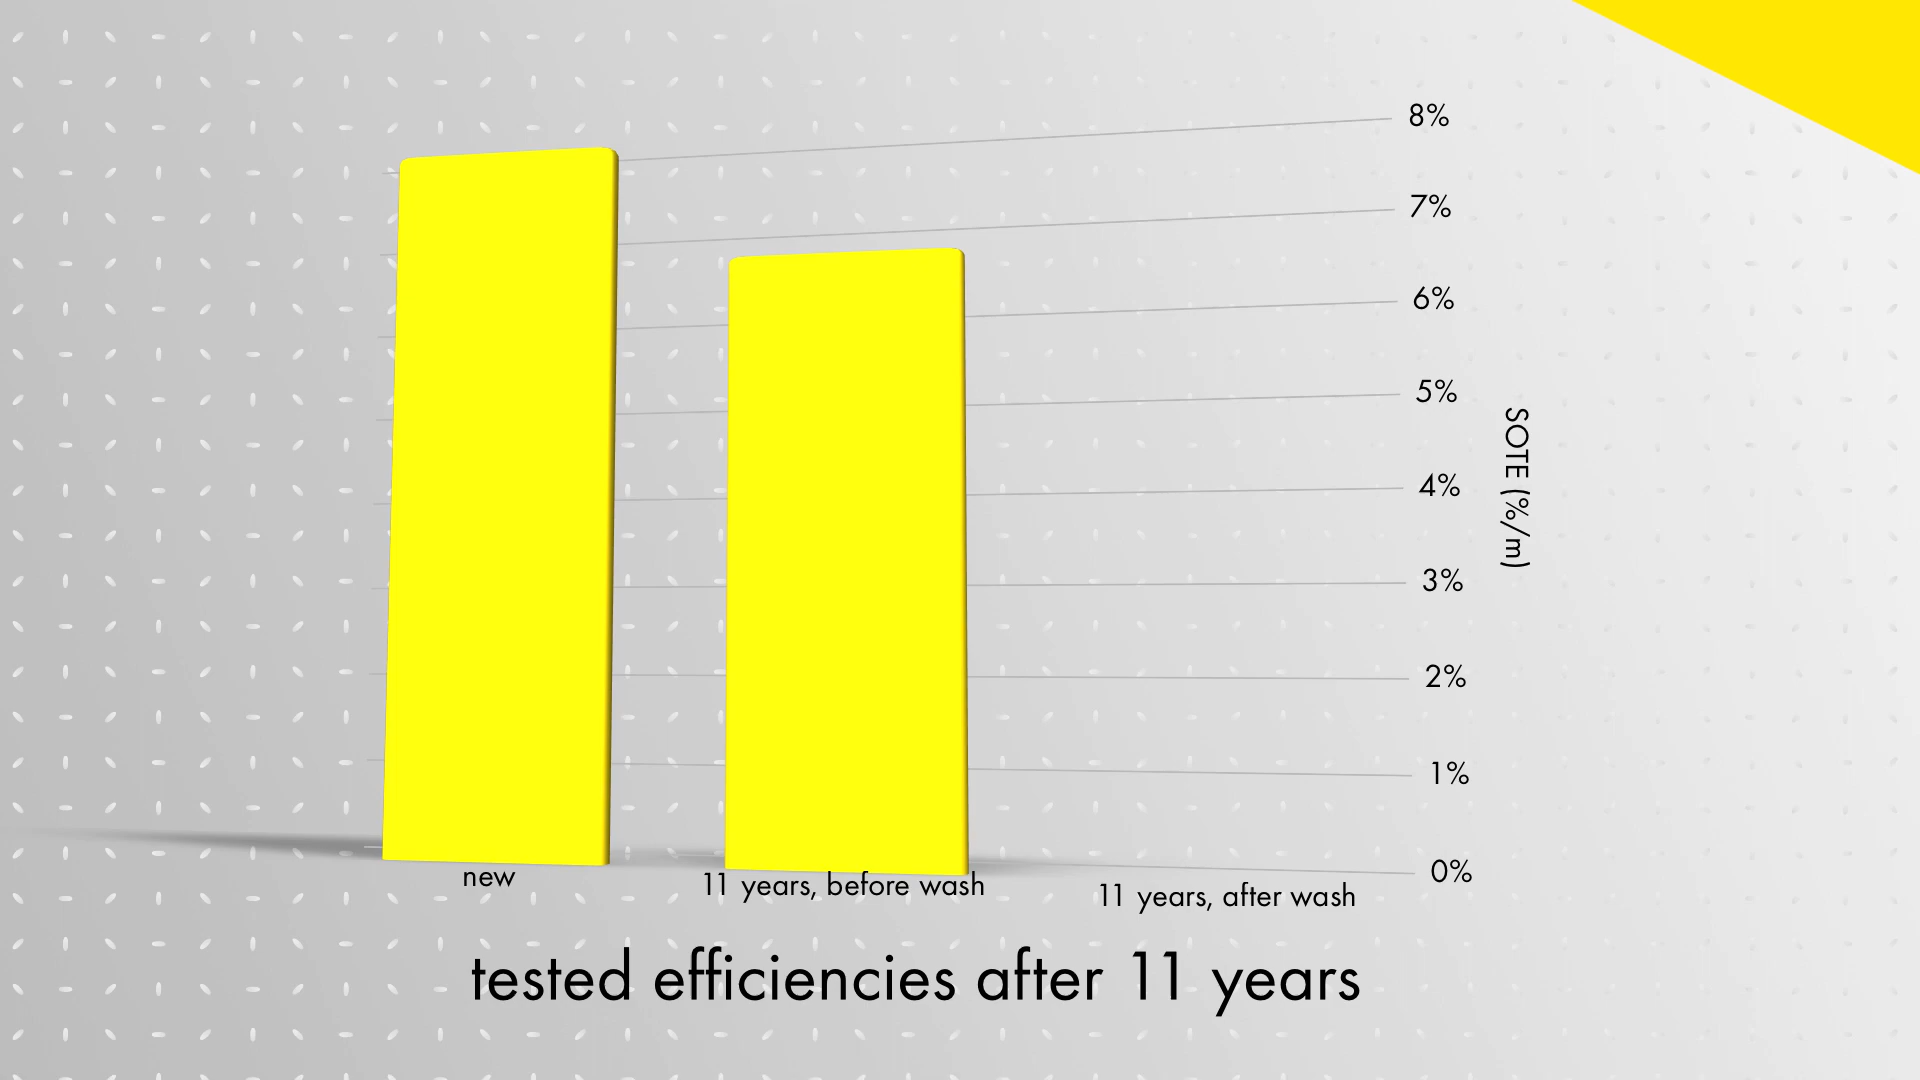 8%
7%
6%
5%
4%
3%
2%
1%
0%
SOTE (%/m)
new
11 years, before wash
11 years, after wash
tested efficiencies after 11 years